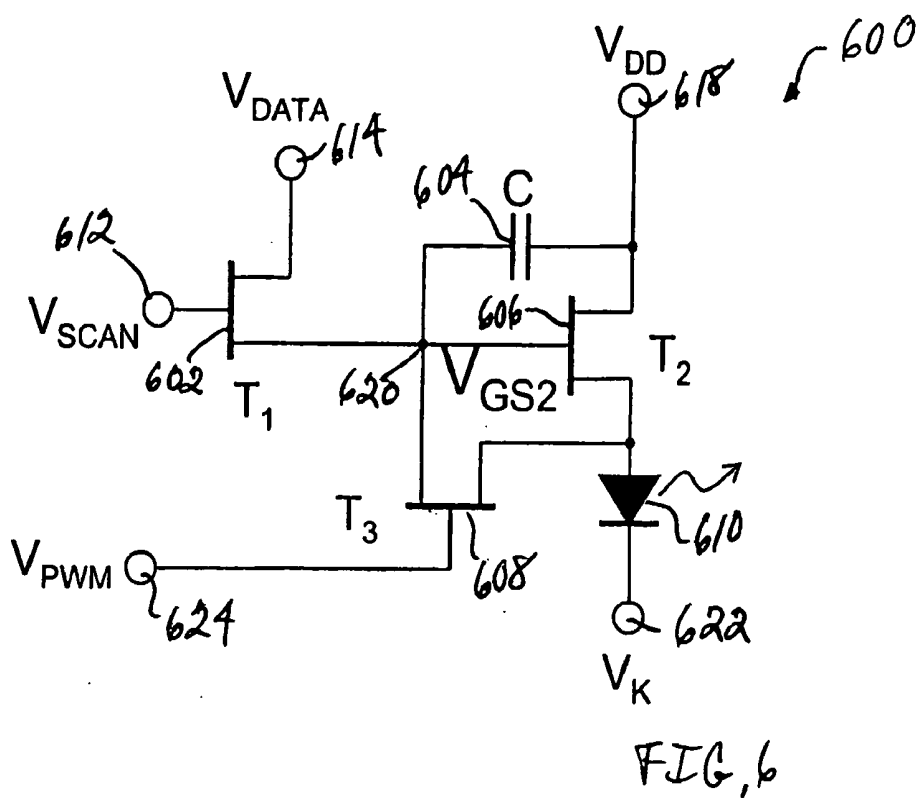 600
V_DD
618
V_DATA
614
604
C
612
V_SCAN
606
602
T_1
620
V_GS2
T_2
T_3
608
610
V_PWM
624
622
V_K
FIG, 6